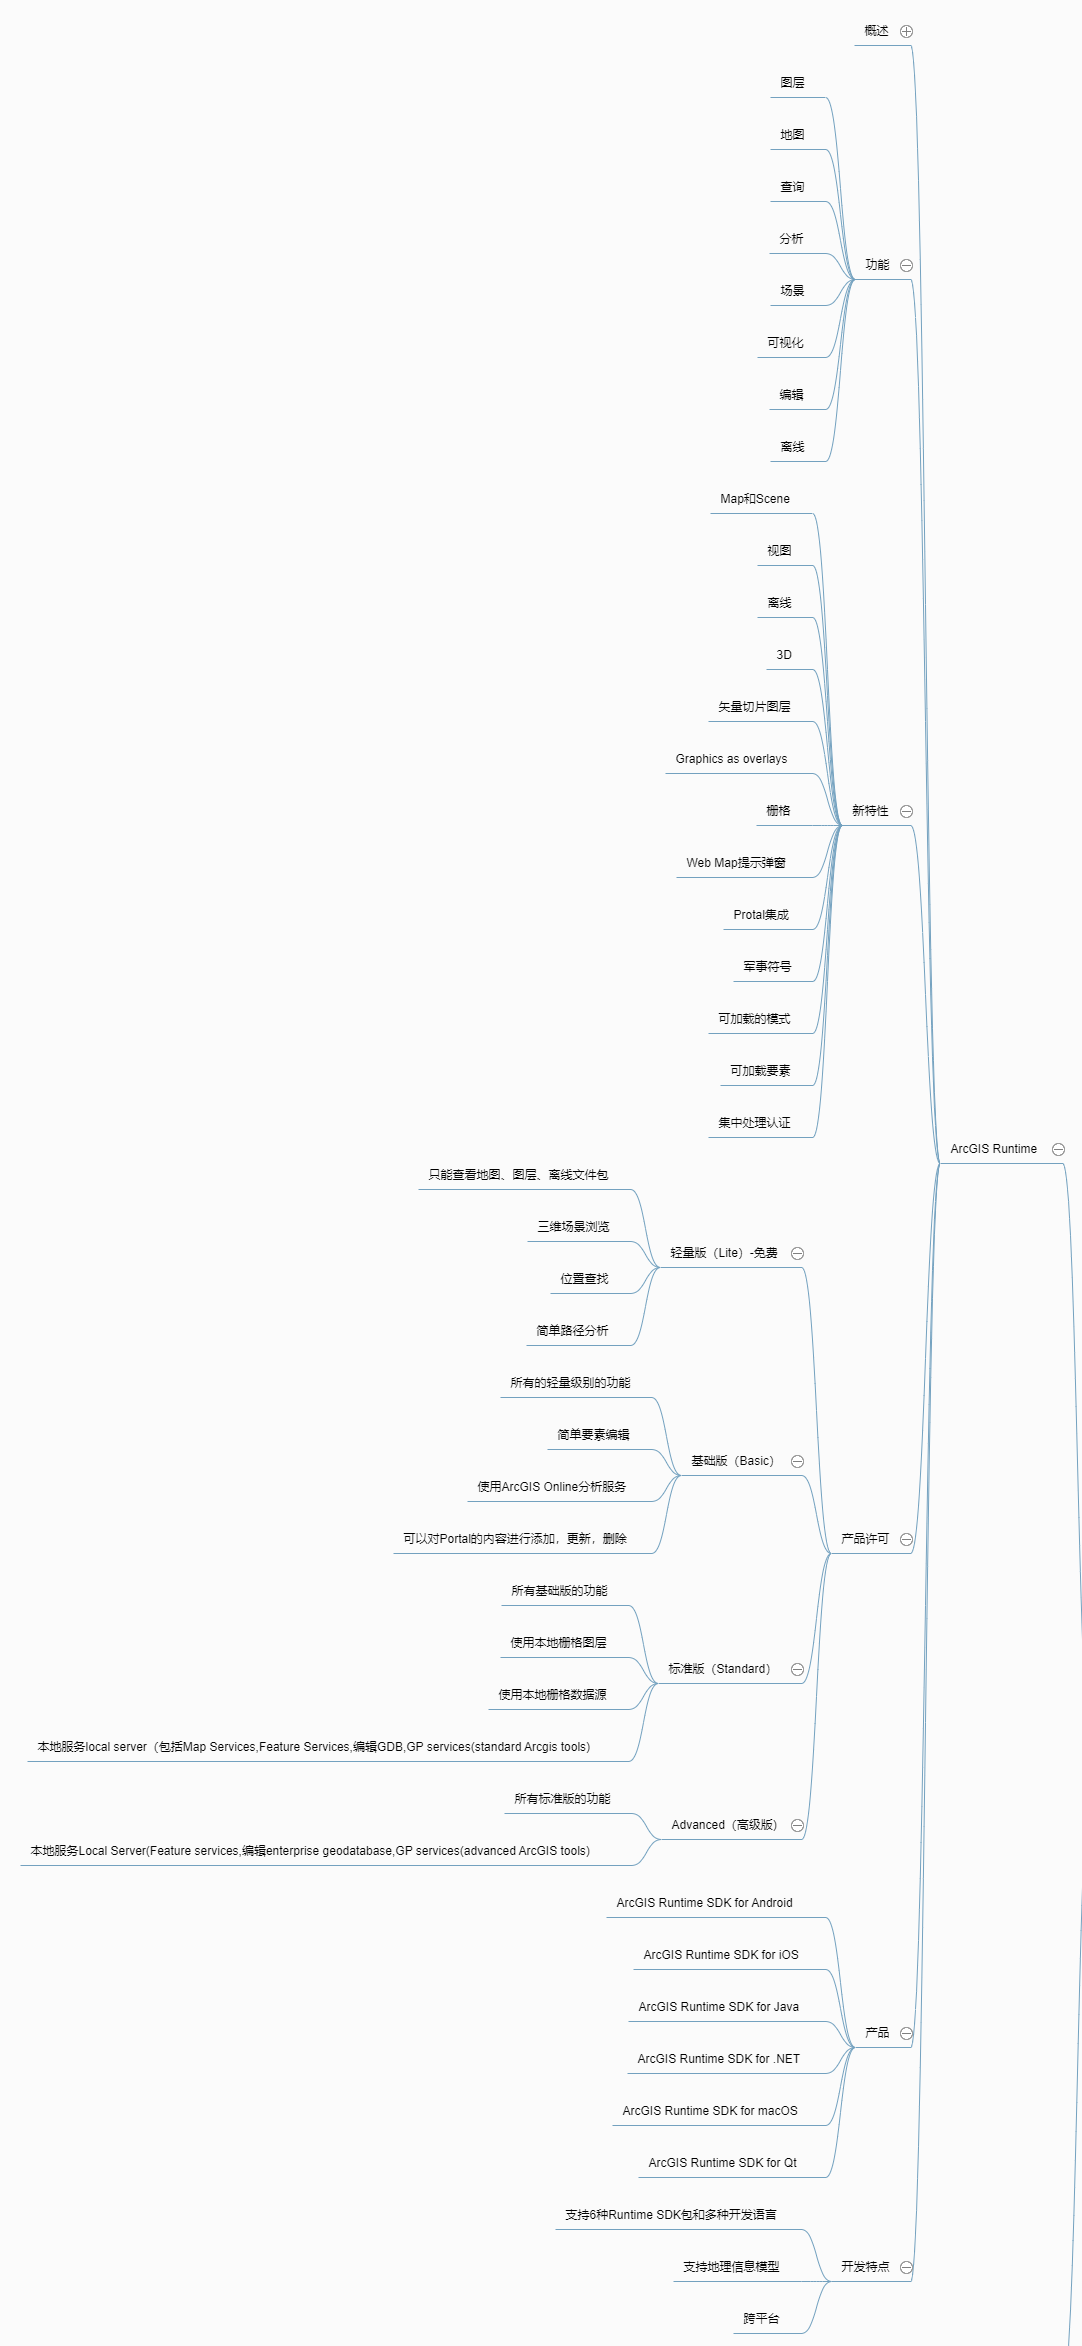 概述
图层
地图
查询
分析
功能
场景
可视化
编辑
离线
Map和Scene
视图
离线
3D
矢量切片图层
Graphics as overlays
栅格
新特性
Web Map提示弹窗
Protal集成
军事符号
可加载的模式
可加载要素
集中处理认证
ArcGIS Runtime
只能查看地图、图层、离线文件包
三维场景浏览
轻量版（Lite）-免费
位置查找
简单路径分析
所有的轻量级别的功能
简单要素编辑
基础版（Basic）
使用ArcGIS Online分析服务
可以对Portal的内容进行添加，更新，删除
产品许可
所有基础版的功能
使用本地栅格图层
标准版（Standard）
使用本地栅格数据源
本地服务local server（包括Map Services,Feature Services,编辑GDB,GP services(standard Arcgis tools)
所有标准版的功能
Advanced（高级版）
本地服务Local Server(Feature services,编辑enterprise geodatabase,GP services(advanced ArcGIS tools)
ArcGIS Runtime SDK for Android
ArcGIS Runtime SDK for iOS
ArcGIS Runtime SDK for Java
产品
ArcGIS Runtime SDK for .NET
ArcGIS Runtime SDK for macOS
ArcGIS Runtime SDK for Qt
支持6种Runtime SDK包和多种开发语言
支持地理信息模型
开发特点
跨平台